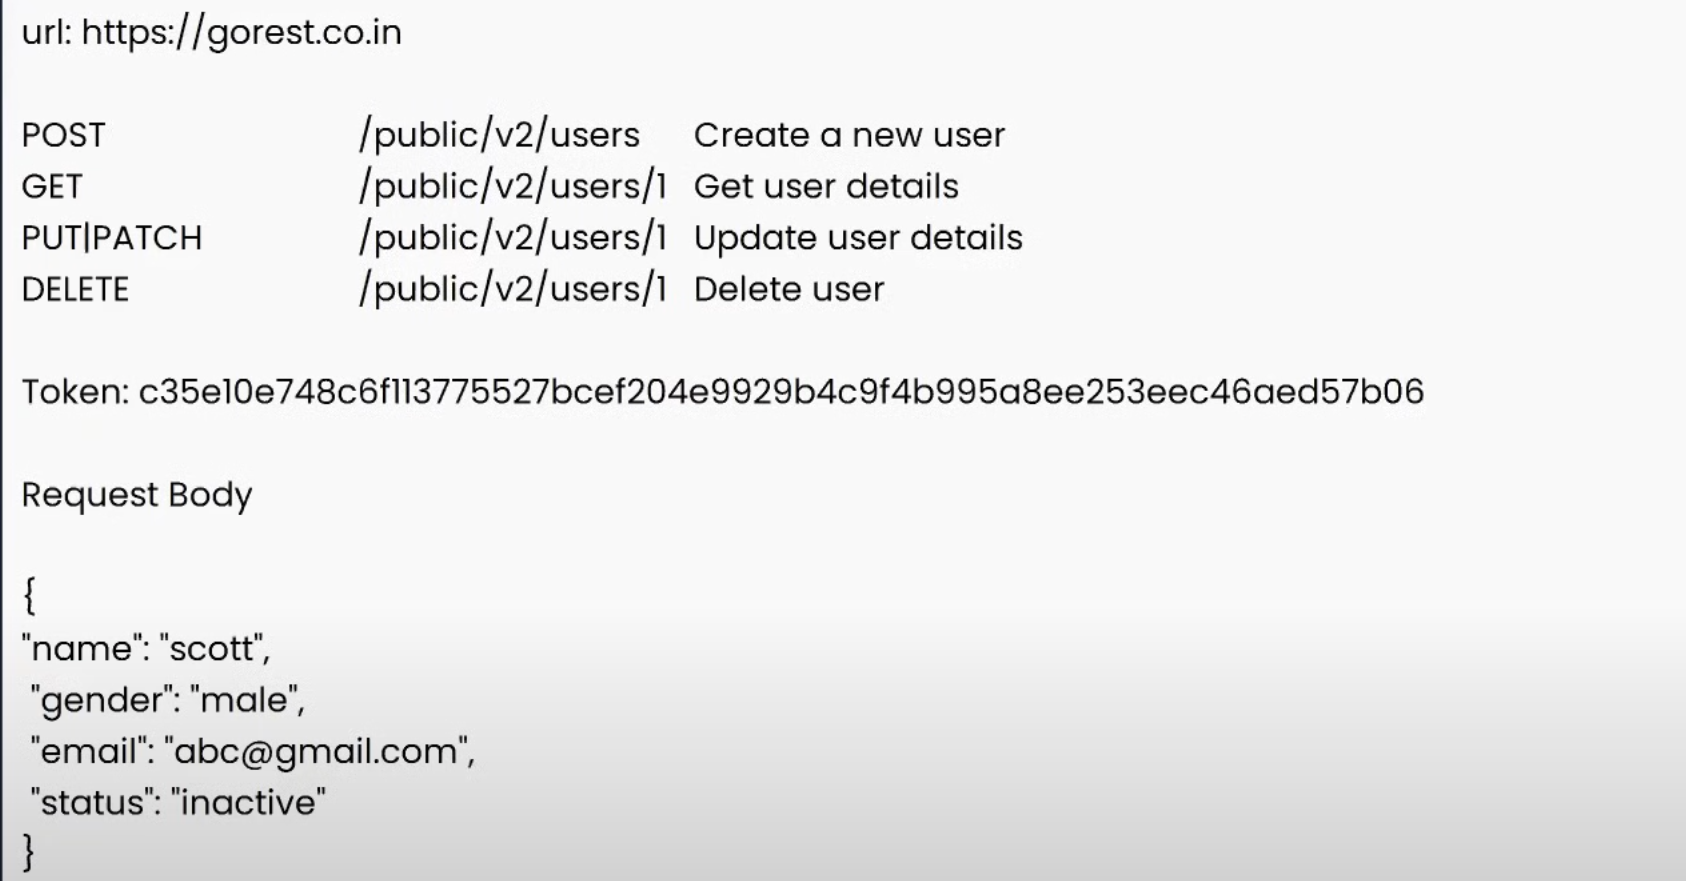 url: https://gorest.co.in
POST /public/v2/users Create a new user
GET /public/v2/users/1 Get user details
PUT|PATCH /public/v2/users/1 Update user details
DELETE /public/v2/users/1 Delete user
Token: c35e10e748c6f113775527bcef204e9929b4c9f4b995a8ee253eec46aed57b06
Request Body
{
"name": "scott",
"gender": "male",
"email": "abc@gmail.com",
"status": "inactive"
}